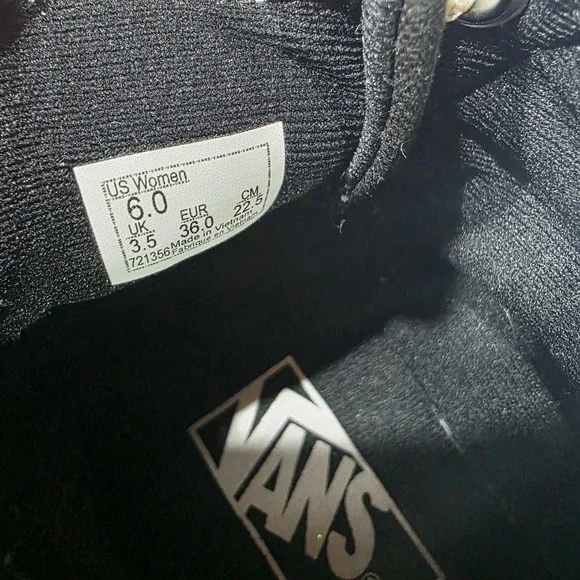 US Women
6.0
UK EUR CM
3.5 36.0 22.5
721356 Made in Vietnam
Fabriqué en Vietnam
VANS
®